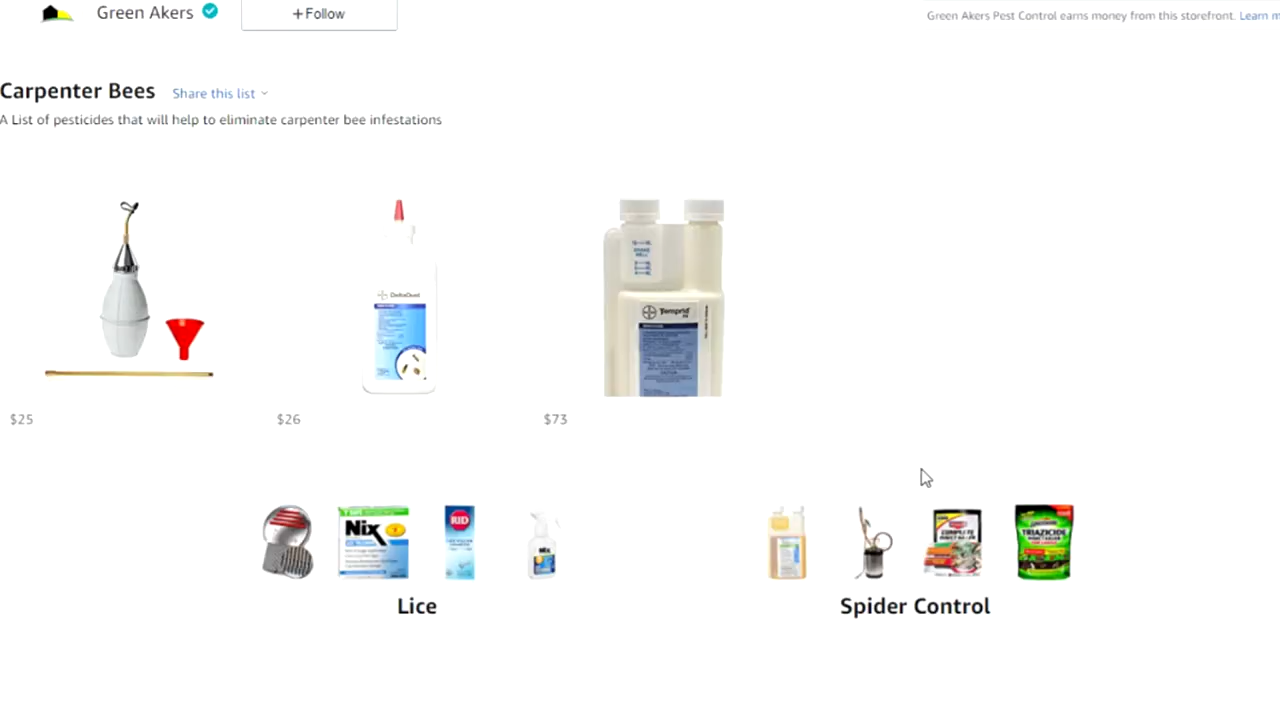 Green Akers
+Follow
Green Akers Pest Control earns money from this storefront. Learn m
Carpenter Bees
Share this list
A List of pesticides that will help to eliminate carpenter bee infestations
DeltaDust
Temprid
$25
$26
$73
Nix
RID
Nix
TRIAZICIDE
Lice
Spider Control